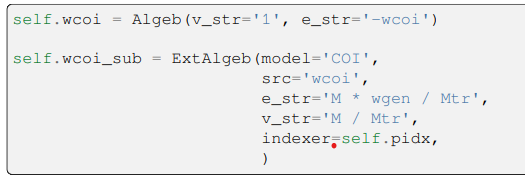 self.wcoi = Algeb(v_str='1', e_str='-wcoi')
self.wcoi_sub = ExtAlgeb(model='COI',
src='wcoi',
e_str='M * wgen / Mtr',
v_str='M / Mtr',
indexer=self.pidx,
)